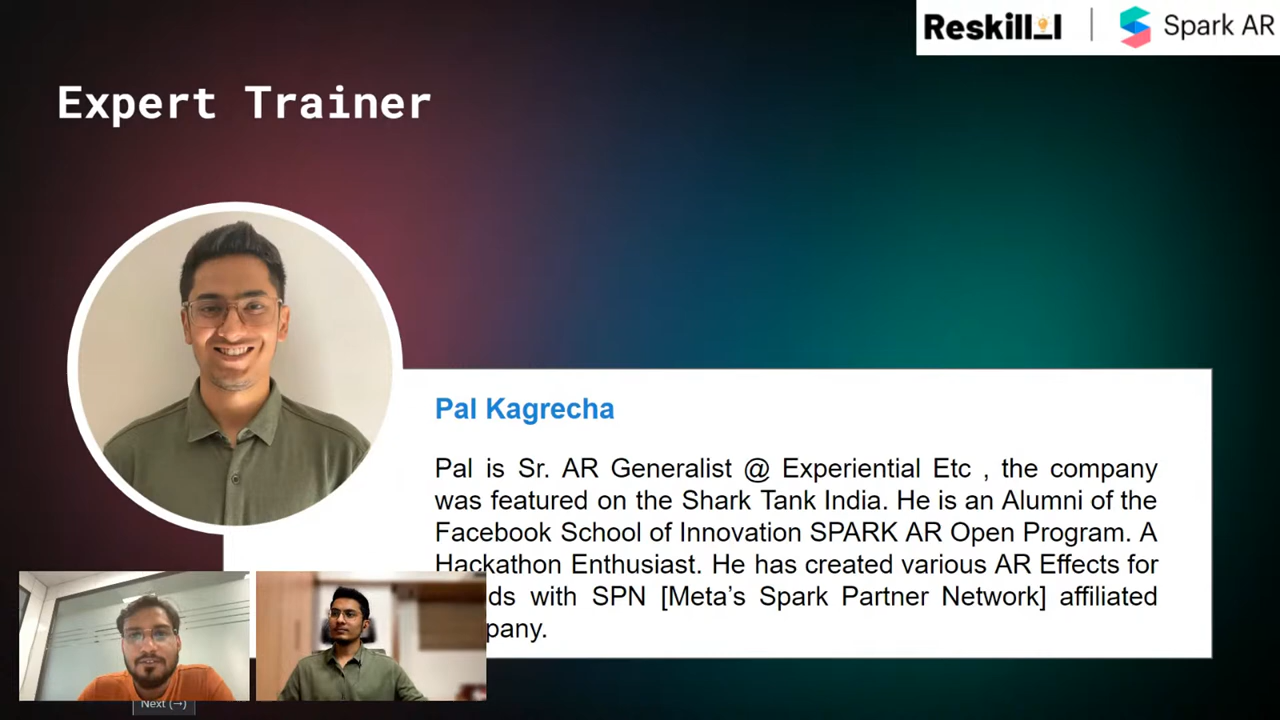 Reskill_I | Spark AR
Expert Trainer
Pal Kagrecha
Pal is Sr. AR Generalist @ Experiential Etc , the company
was featured on the Shark Tank India. He is an Alumni of the
Facebook School of Innovation SPARK AR Open Program. A
Hackathon Enthusiast. He has created various AR Effects for
with SPN [Meta’s Spark Partner Network] affiliated
Next (→)